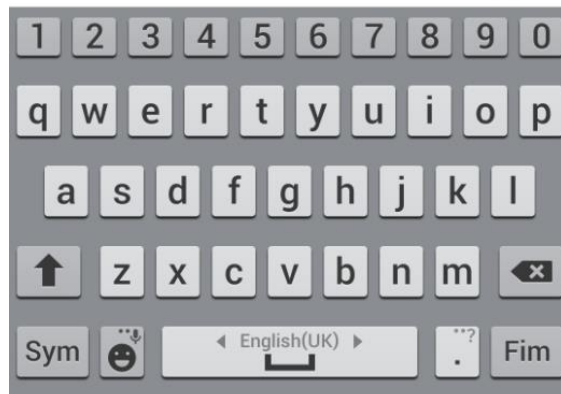 1 2 3 4 5 6 7 8 9 0
q w e r t y u i o p
a s d f g h j k l
z x c v b n m
Sym English(UK) ? . Fim